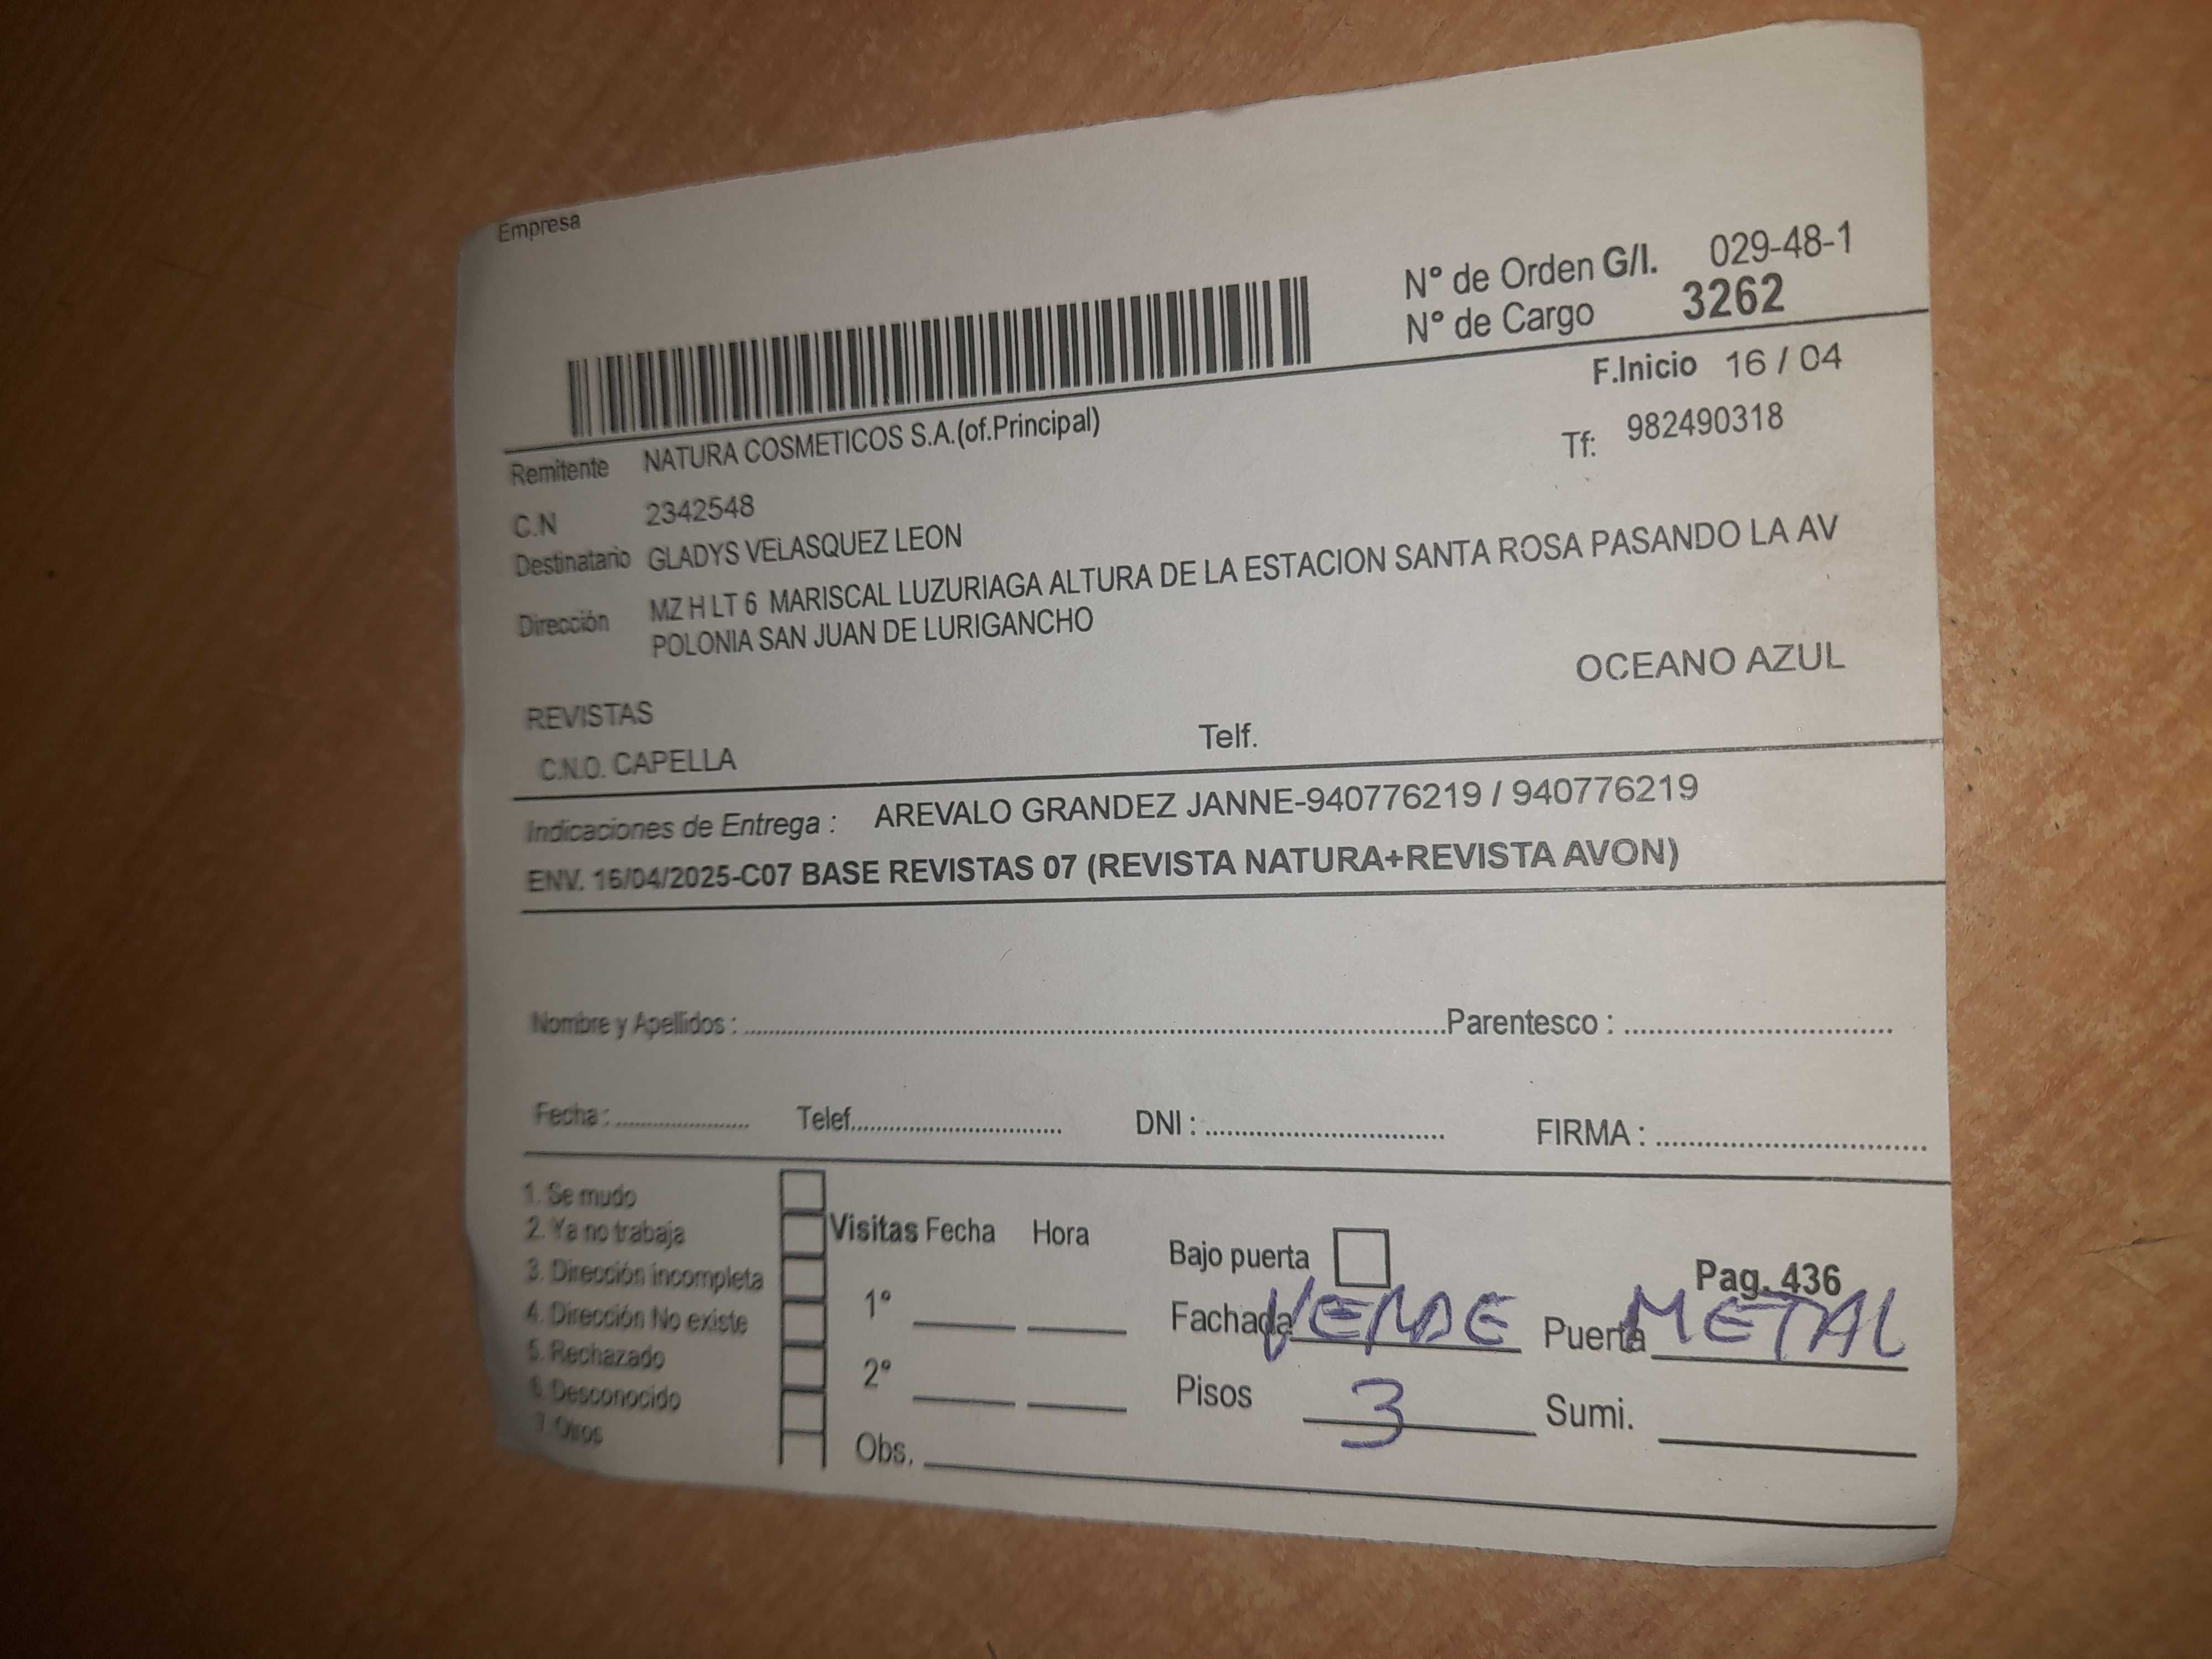 Empresa
Nº de Orden G/I. 029-48-1
Nº de Cargo 3262
F.Inicio 16 / 04
Remitente NATURA COSMETICOS S.A.(of.Principal)
Tf: 982490318
C.N 2342548
Destinatario GLADYS VELASQUEZ LEON
Dirección MZ H LT 6 MARISCAL LUZURIAGA ALTURA DE LA ESTACION SANTA ROSA PASANDO LA AV
POLONIA SAN JUAN DE LURIGANCHO
OCEANO AZUL
REVISTAS
C.N.O. CAPELLA Telf.
Indicaciones de Entrega : AREVALO GRANDEZ JANNE-940776219 / 940776219
ENV. 16/04/2025-C07 BASE REVISTAS 07 (REVISTA NATURA+REVISTA AVON)
Nombre y Apellidos : Parentesco :
Fecha : Telef. DNI : FIRMA :
1. Se mudo
2. Ya no trabaja
3. Dirección incompleta
4. Dirección No existe
5. Rechazado
6. Desconocido
7. Otros
Visitas Fecha Hora
1º
2º
Obs.
Bajo puerta Pag. 436
Fachada VERDE Puerta METAL
Pisos 3 Sumi.